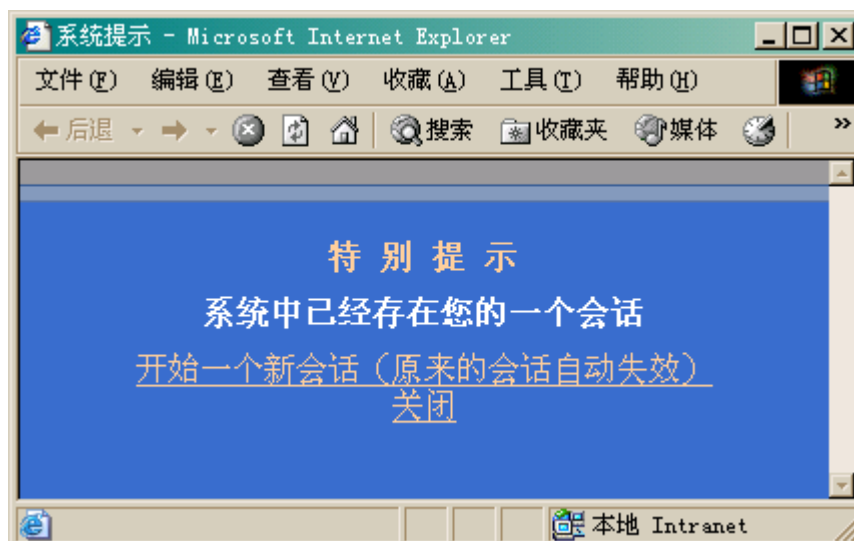 系统提示 - Microsoft Internet Explorer
文件(F) 编辑(E) 查看(V) 收藏(A) 工具(T) 帮助(H)
后退 搜索 收藏夹 媒体 »
特 别 提 示
系统中已经存在您的一个会话
开始一个新会话（原来的会话自动失效）
关闭
本地 Intranet